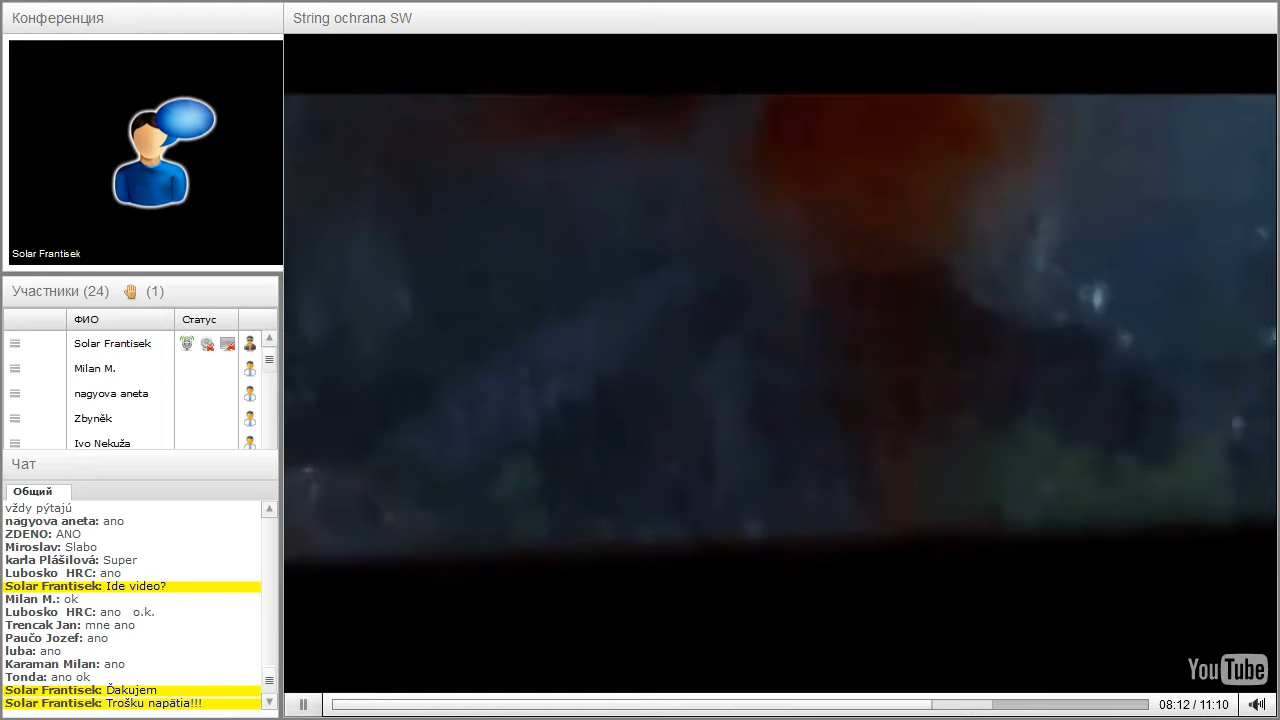 Конференция
String ochrana SW
Solar Frantisek
Участники (24) (1)
ФИО Статус
Solar Frantisek
Milan M.
nagyova aneta
Zbyněk
Ivo Nekuža
Чат
Общий
vždy pýtajú
nagyova aneta: ano
ZDENO: ANO
Miroslav: Slabo
karla Plášilová: Super
Lubosko HRC: ano
Solar Frantisek: Ide video?
Milan M.: ok
Lubosko HRC: ano o.k.
Trencak Jan: mne ano
Paučo Jozef: ano
luba: ano
Karaman Milan: ano
Tonda: ano ok
Solar Frantisek: Ďakujem
Solar Frantisek: Trošku napätia!!!
YouTube
08:12 / 11:10